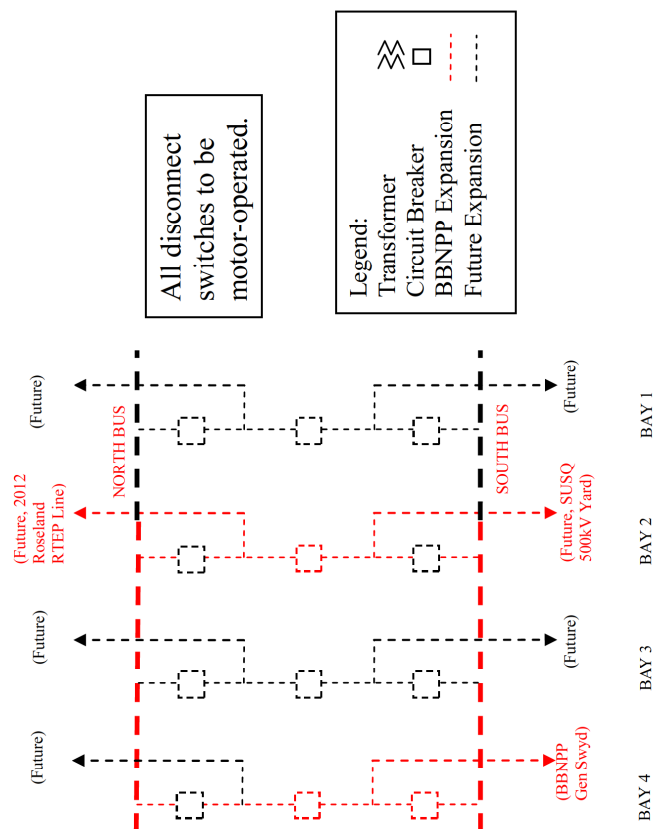 All disconnect
switches to be
motor-operated.
Legend:
Transformer
Circuit Breaker
BBNPP Expansion
Future Expansion
(Future)
(Future, 2012
Roseland
RTEP Line)
(Future)
(Future)
NORTH BUS
SOUTH BUS
(BBNPP
Gen Swyd)
(Future)
(Future, SUSQ
500kV Yard)
(Future)
BAY 4
BAY 3
BAY 2
BAY 1